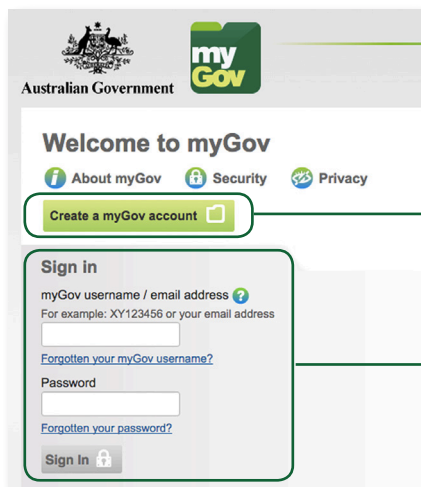 Australian Government
my
Gov
Welcome to myGov
About myGov Security Privacy
Create a myGov account
Sign in
myGov username / email address ?
For example: XY123456 or your email address
Forgotten your myGov username?
Password
Forgotten your password?
Sign In